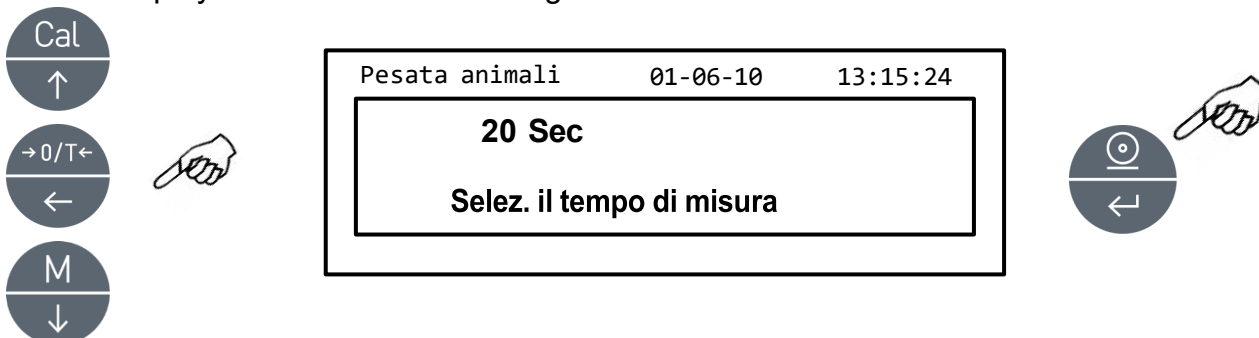 Cal
↑
Pesata animali 01-06-10 13:15:24
→0/T←
←
20 Sec
Selez. il tempo di misura
M
↓